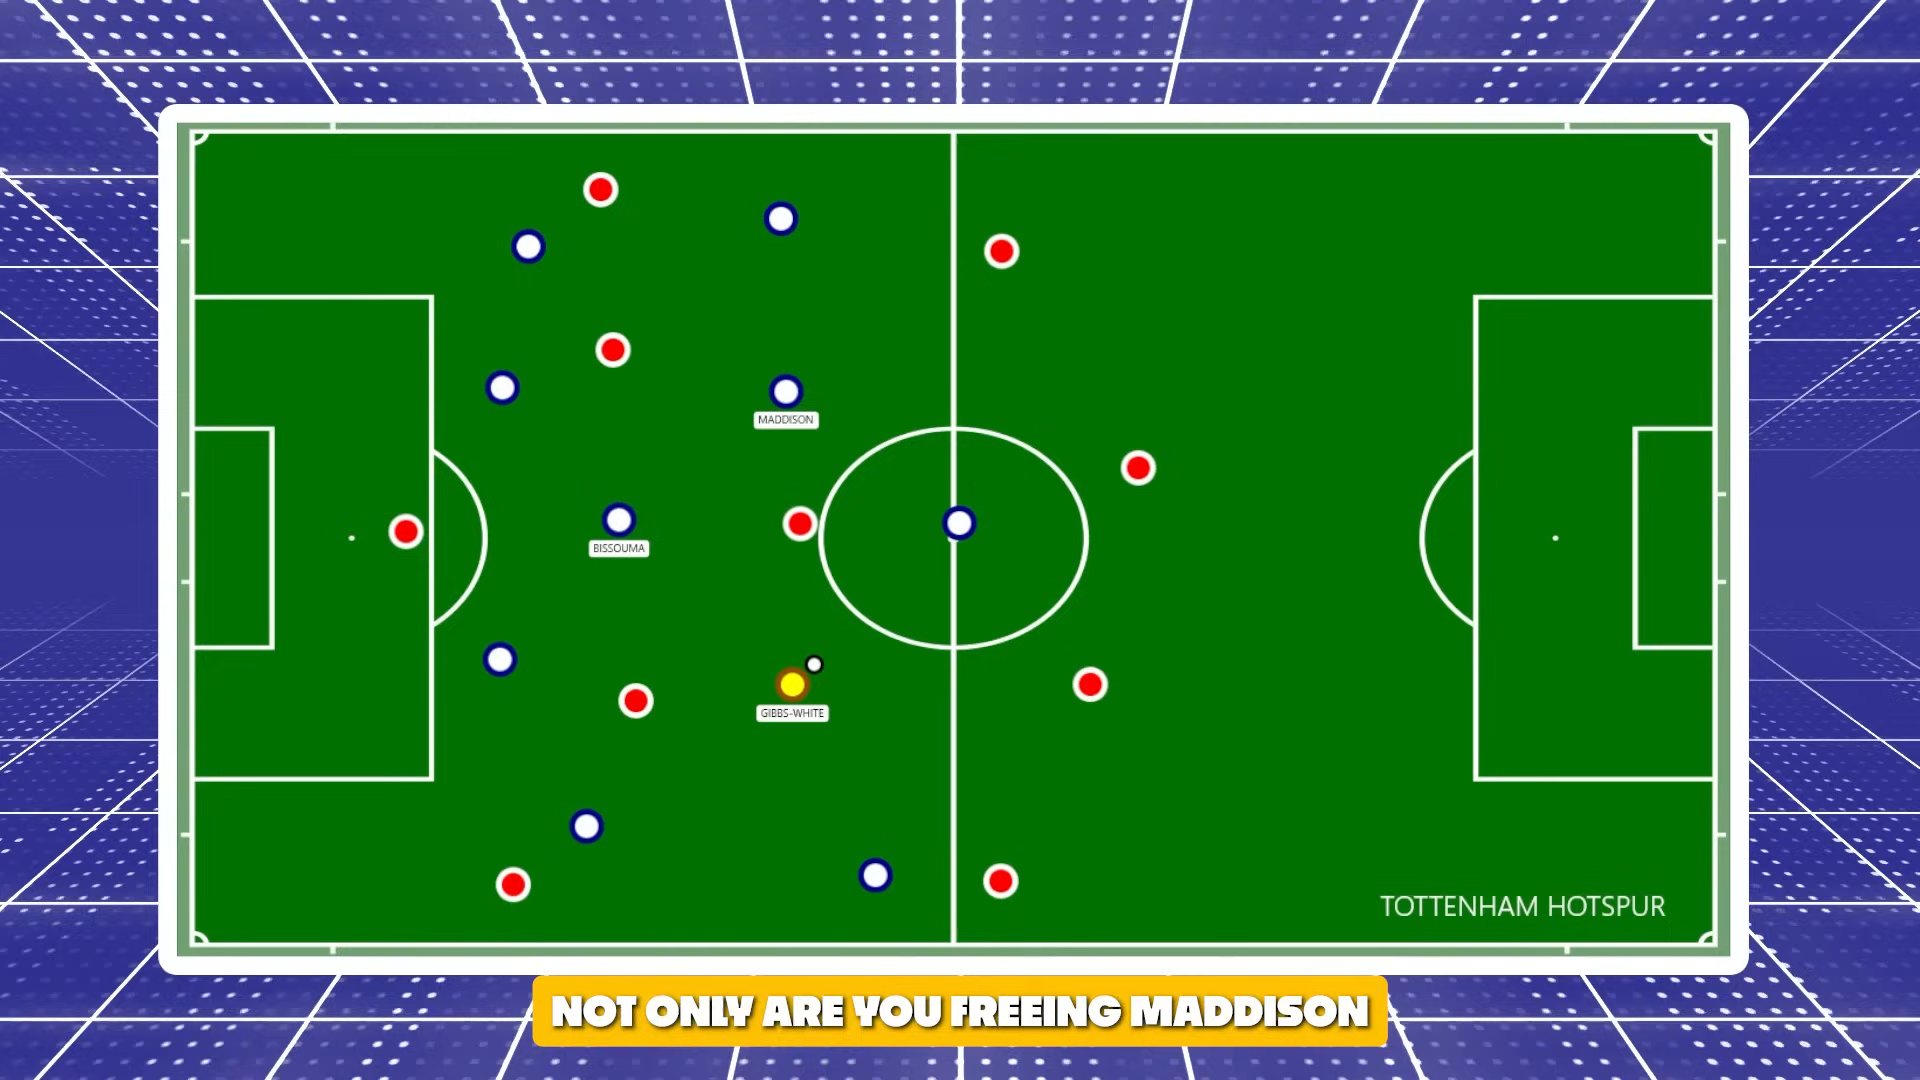 MADDISON
BISSOUMA
GIBBS-WHITE
TOTTENHAM HOTSPUR
NOT ONLY ARE YOU FREEING MADDISON